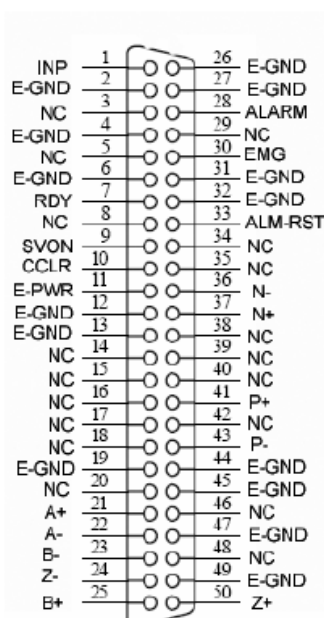 INP 1 26 E-GND
E-GND 2 27 E-GND
NC 3 28 ALARM
E-GND 4 29 NC
NC 5 30 EMG
E-GND 6 31 E-GND
RDY 7 32 E-GND
NC 8 33 ALM-RST
SVON 9 34 NC
CCLR 10 35 NC
E-PWR 11 36 N-
E-GND 12 37 N+
E-GND 13 38 NC
NC 14 39 NC
NC 15 40 NC
NC 16 41 P+
NC 17 42 NC
NC 18 43 P-
E-GND 19 44 E-GND
NC 20 45 E-GND
A+ 21 46 NC
A- 22 47 E-GND
B- 23 48 NC
Z- 24 49 E-GND
B+ 25 50 Z+